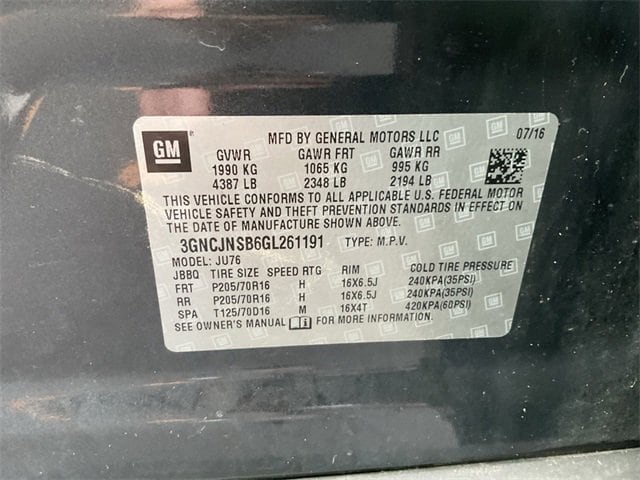 GM
MFD BY GENERAL MOTORS LLC 07/16
GVWR GAWR FRT GAWR RR
1990 KG 1065 KG 995 KG
4387 LB 2348 LB 2194 LB
THIS VEHICLE CONFORMS TO ALL APPLICABLE U.S. FEDERAL MOTOR
VEHICLE SAFETY AND THEFT PREVENTION STANDARDS IN EFFECT ON
THE DATE OF MANUFACTURE SHOWN ABOVE.
3GNCJNSB6GL261191 TYPE: M.P.V.
MODEL: JU76
JBBQ TIRE SIZE SPEED RTG RIM COLD TIRE PRESSURE
FRT P205/70R16 H 16X6.5J 240KPA(35PSI)
RR P205/70R16 H 16X6.5J 240KPA(35PSI)
SPA T125/70D16 M 16X4T 420KPA(60PSI)
SEE OWNER'S MANUAL FOR MORE INFORMATION.